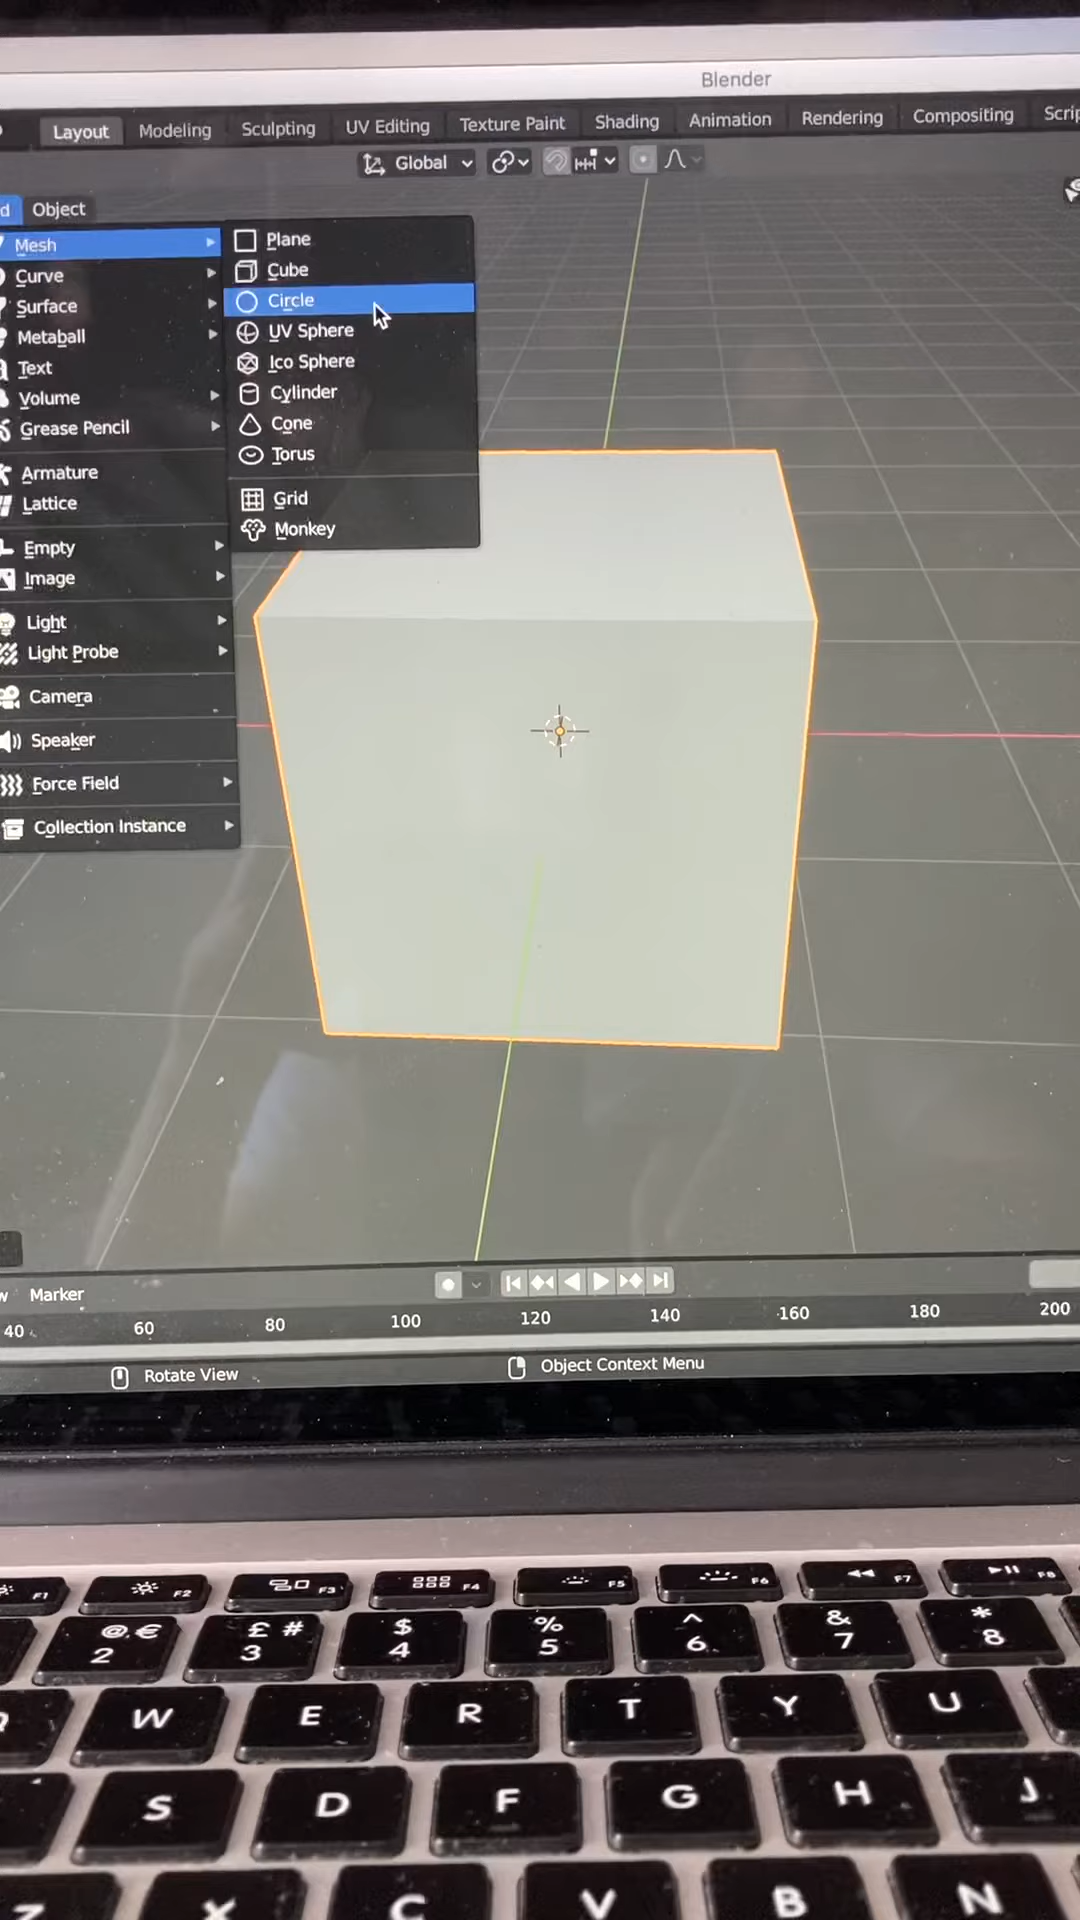 Blender
Layout Modeling Sculpting UV Editing Texture Paint Shading Animation Rendering Compositing
Global
Object
Mesh
Curve
Surface
Metaball
Text
Volume
Grease Pencil
Armature
Lattice
Empty
Image
Light
Light Probe
Camera
Speaker
Force Field
Collection Instance
Plane
Cube
Circle
UV Sphere
Ico Sphere
Cylinder
Cone
Torus
Grid
Monkey
Marker
40 60 80 100 120 140 160 180 200
Rotate View Object Context Menu
F1 F2 F3 F4 F5 F6 F7 F8
@ € £ # $ % ^ & *
2 3 4 5 6 7 8
W E R T Y U
S D F G H J
Z X C V B N